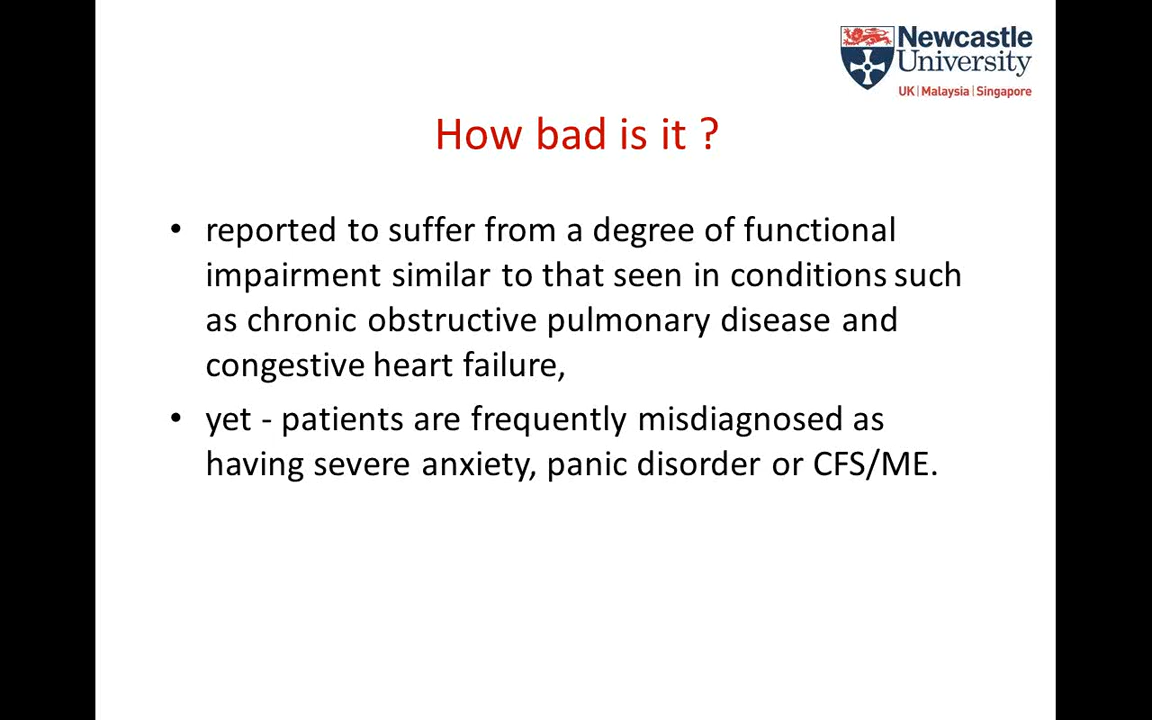 Newcastle
University
UK | Malaysia | Singapore
How bad is it ?
• reported to suffer from a degree of functional
impairment similar to that seen in conditions such
as chronic obstructive pulmonary disease and
congestive heart failure,
• yet - patients are frequently misdiagnosed as
having severe anxiety, panic disorder or CFS/ME.